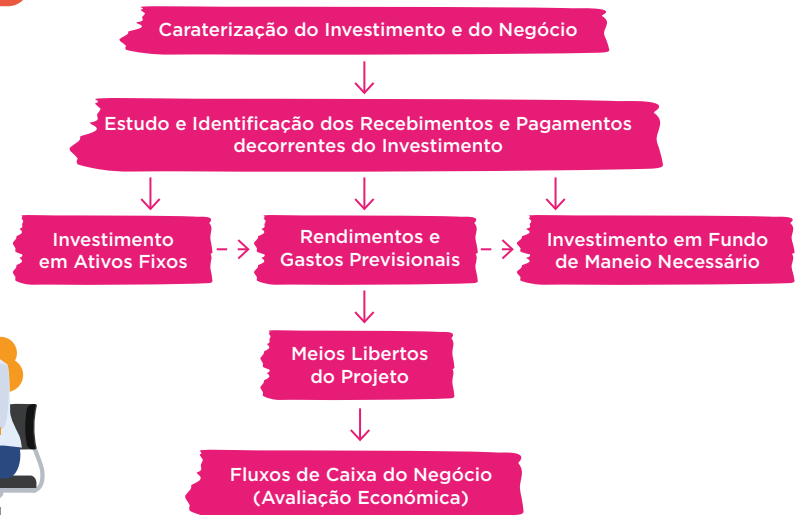 Caraterização do Investimento e do Negócio
Estudo e Identificação dos Recebimentos e Pagamentos
decorrentes do Investimento
Investimento
em Ativos Fixos
Rendimentos e
Gastos Previsionais
Investimento em Fundo
de Maneio Necessário
Meios Libertos
do Projeto
Fluxos de Caixa do Negócio
(Avaliação Económica)